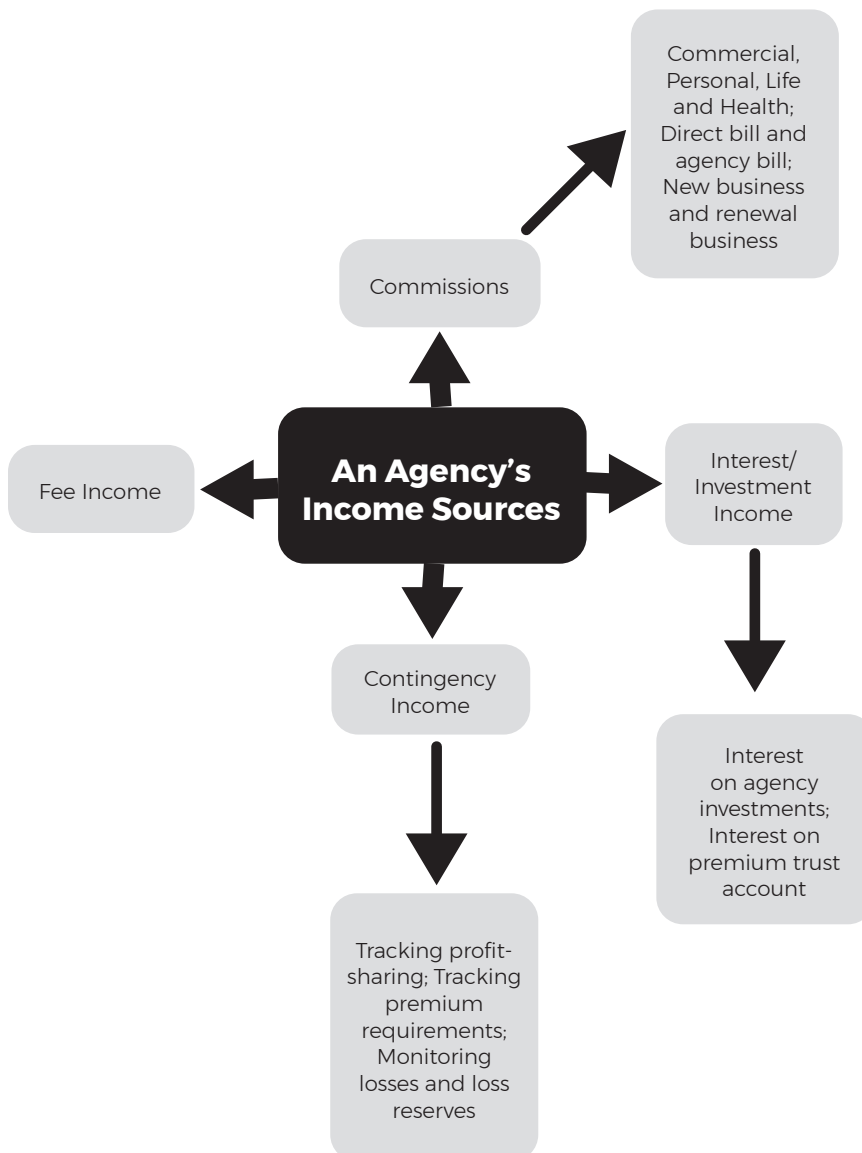 Commercial,
Personal, Life
and Health;
Direct bill and
agency bill;
New business
and renewal
business
Commissions
An Agency’s
Income Sources
Fee Income
Interest/
Investment
Income
Contingency
Income
Interest
on agency
investments;
Interest on
premium trust
account
Tracking profit-
sharing; Tracking
premium
requirements;
Monitoring
losses and loss
reserves